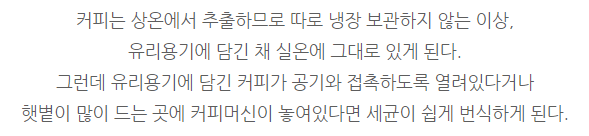 커피는 상온에서 추출하므로 따로 냉장 보관하지 않는 이상,
유리용기에 담긴 채 실온에 그대로 있게 된다.
그런데 유리용기에 담긴 커피가 공기와 접촉하도록 열려있다거나
햇볕이 많이 드는 곳에 커피머신이 놓여있다면 세균이 쉽게 번식하게 된다.